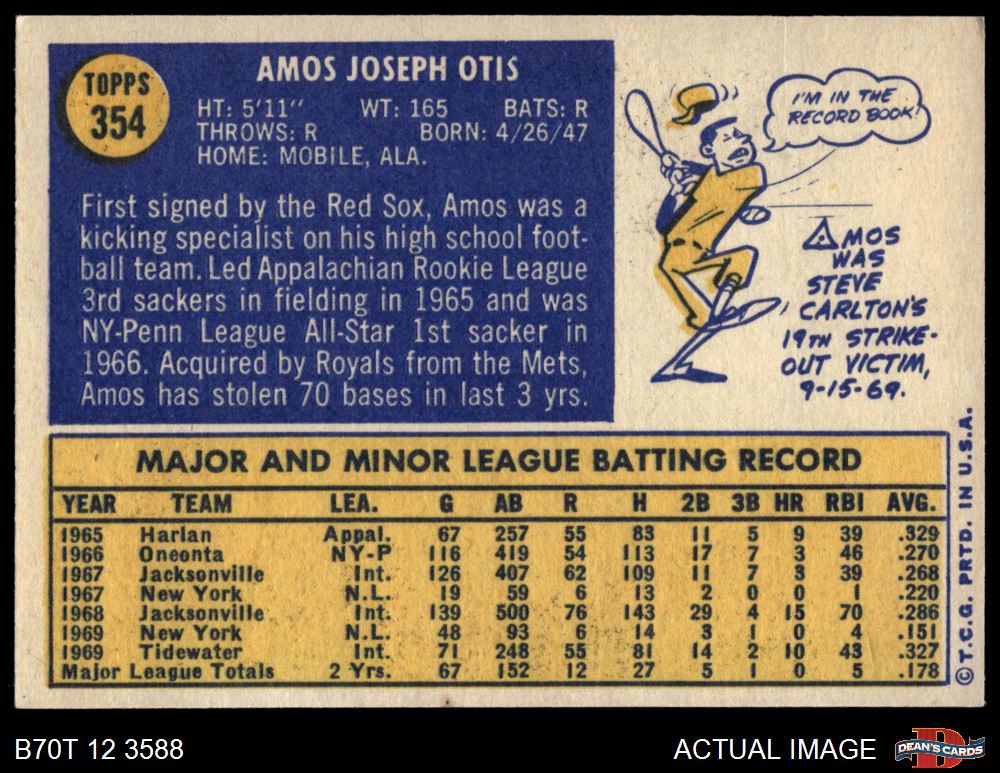 TOPPS
354
AMOS JOSEPH OTIS
HT: 5'11" WT: 165 BATS: R
THROWS: R BORN: 4/26/47
HOME: MOBILE, ALA.
First signed by the Red Sox, Amos was a
kicking specialist on his high school foot-
ball team. Led Appalachian Rookie League
3rd sackers in fielding in 1965 and was
NY-Penn League All-Star 1st sacker in
1966. Acquired by Royals from the Mets,
Amos has stolen 70 bases in last 3 yrs.
I'M IN THE
RECORD BOOK!
AMOS
WAS
STEVE
CARLTON'S
19TH STRIKE-
OUT VICTIM,
9-15-69.
MAJOR AND MINOR LEAGUE BATTING RECORD
YEAR TEAM LEA. G AB R H 2B 3B HR RBI AVG.
1965 Harlan Appal. 67 257 55 83 11 5 9 39 .329
1966 Oneonta NY-P 116 419 54 113 17 7 3 46 .270
1967 Jacksonville Int. 126 407 62 109 11 7 3 39 .268
1967 New York N.L. 19 59 6 13 2 0 0 1 .220
1968 Jacksonville Int. 139 500 76 143 29 4 15 70 .286
1969 New York N.L. 48 93 6 14 3 1 0 4 .151
1969 Tidewater Int. 71 248 55 81 14 2 10 43 .327
Major League Totals 2 Yrs. 67 152 12 27 5 1 0 5 .178
© T.C.G. PRTD. IN U.S.A.
B70T 12 3588
ACTUAL IMAGE
D
DEAN'S CARDS